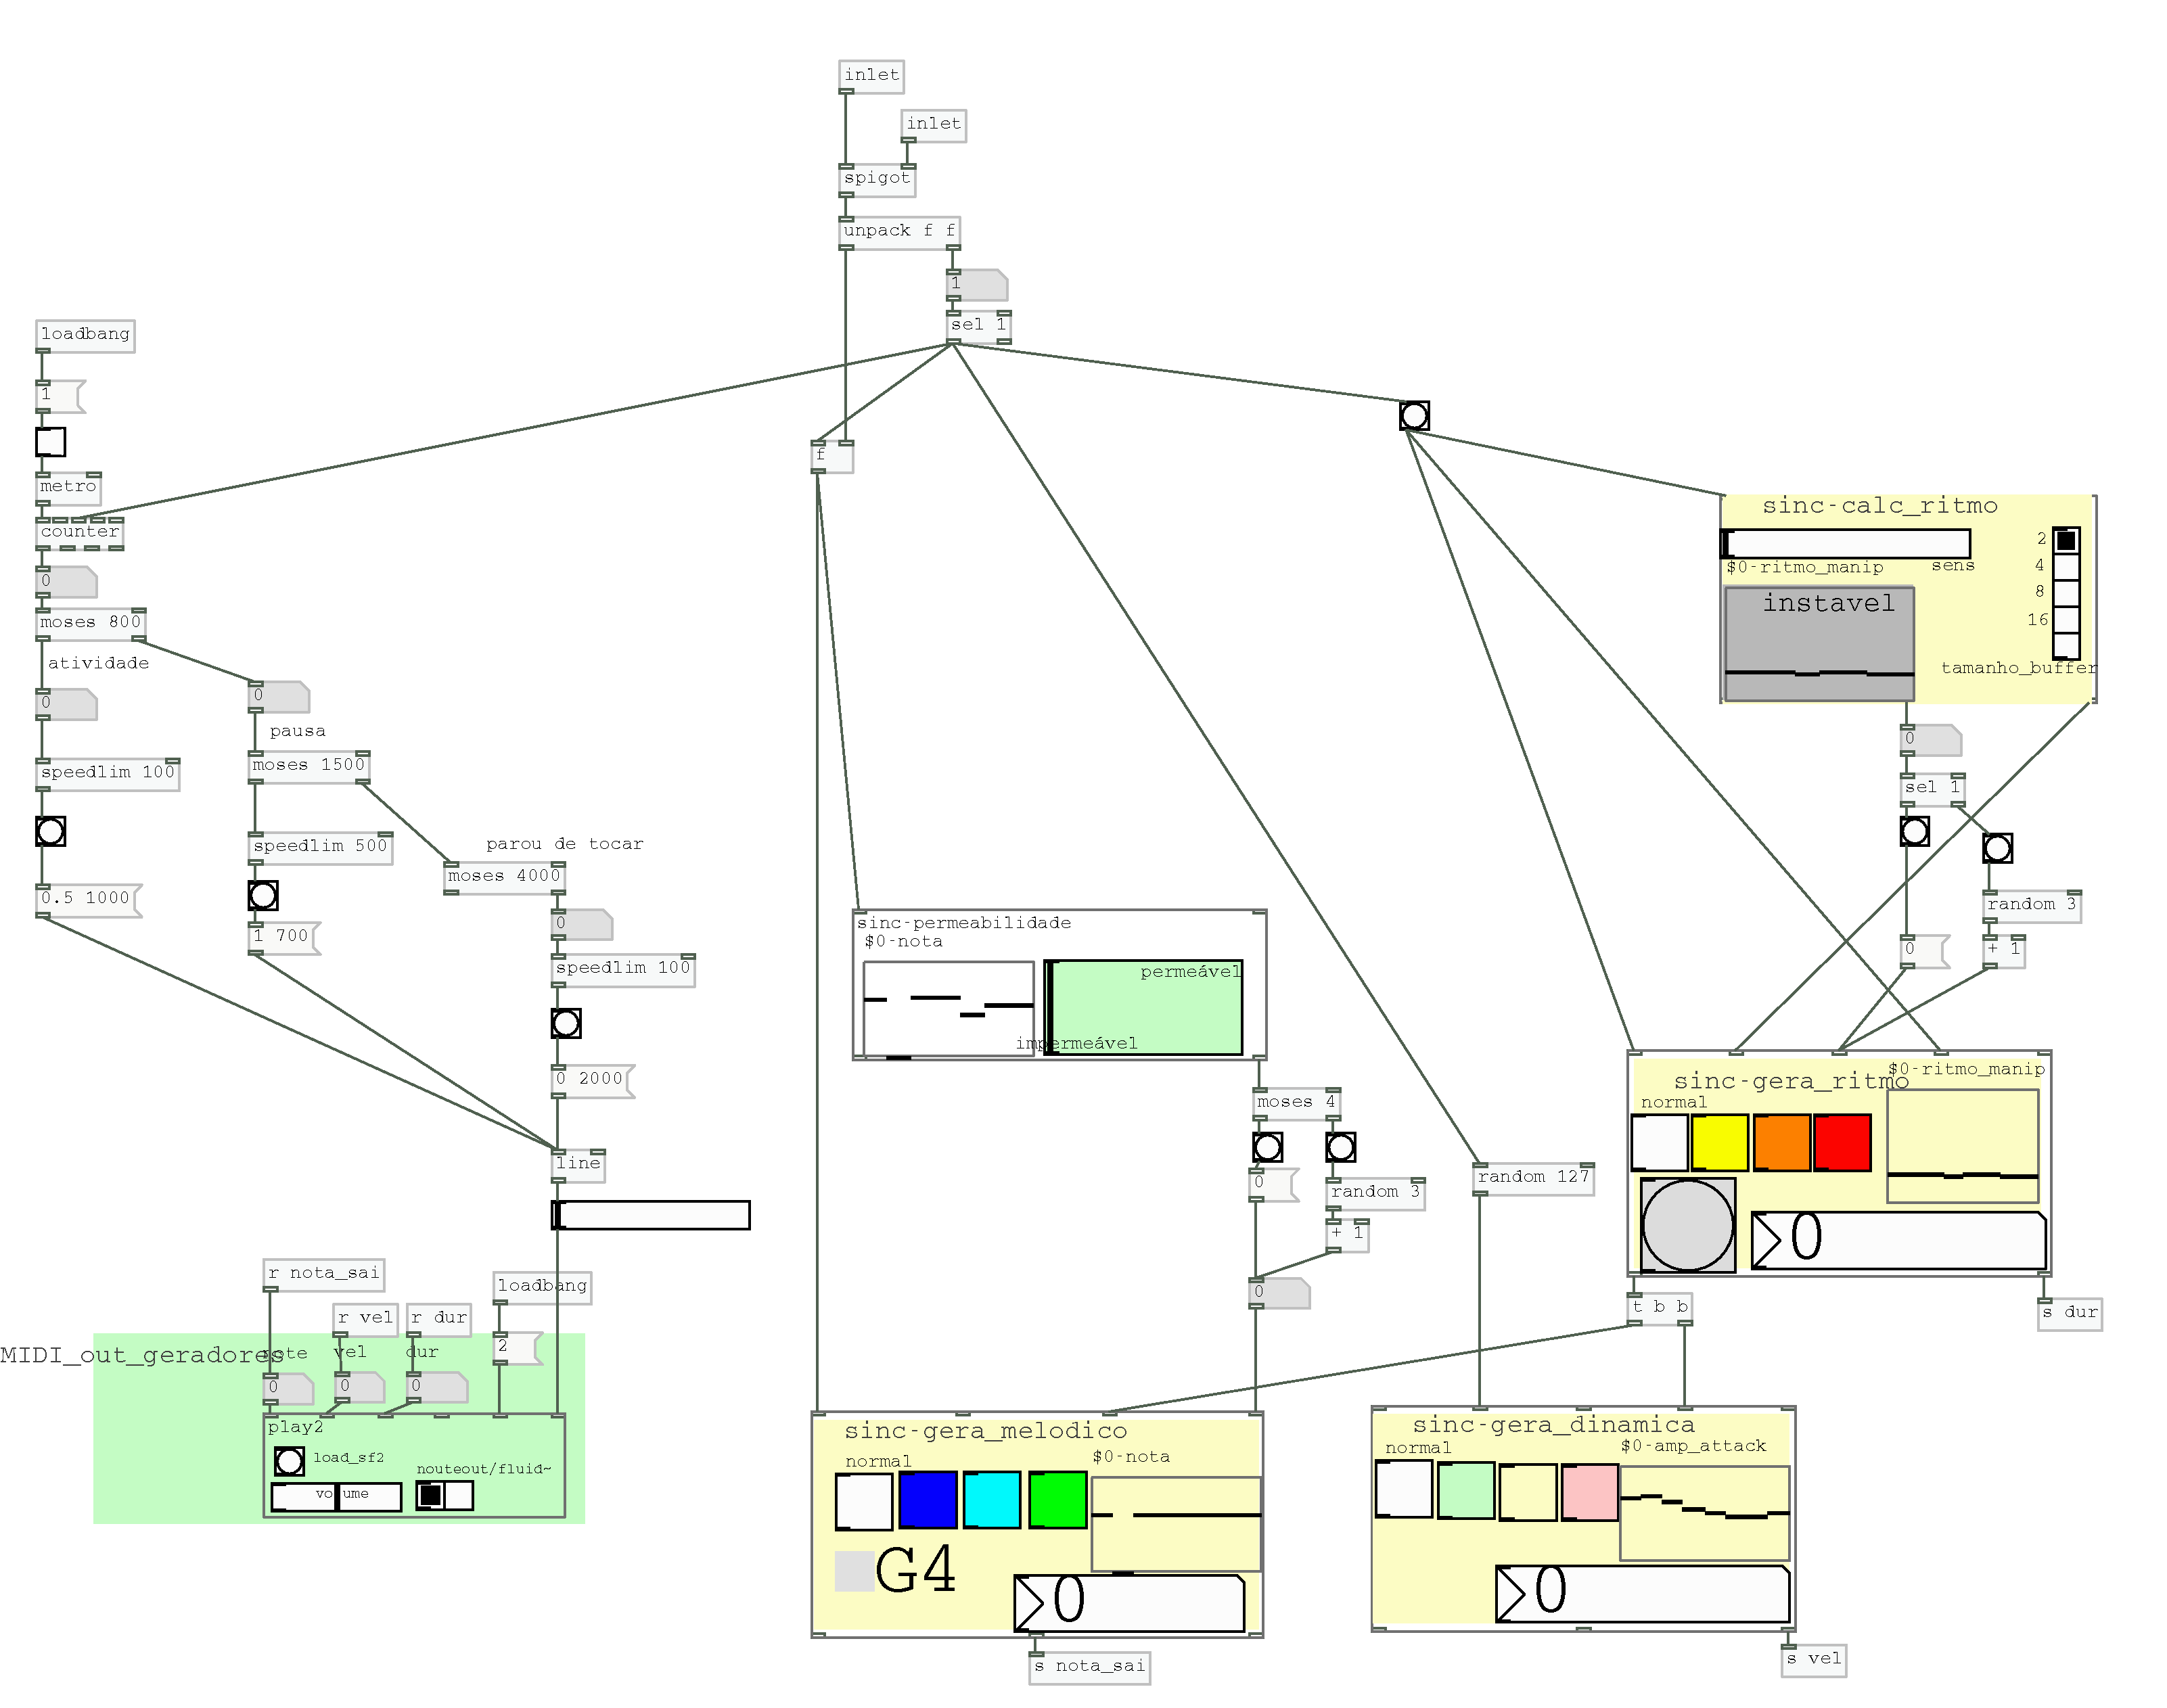 inlet
inlet
spigot
unpack f f
1
sel 1
loadbang
1
metro
counter
0
moses 800
atividade
0
speedlim 100
0.5 1000
0
pausa
moses 1500
speedlim 500
1 700
parou de tocar
moses 4000
0
speedlim 100
0 2000
line
f
sinc-calc_ritmo
$0-ritmo_manip
sens
instavel
2
4
8
16
tamanho_buffer
0
sel 1
0
random 3
+ 1
sinc-permeabilidade
$0-nota
permeável
impermeável
moses 4
0
random 3
+ 1
0
random 127
sinc-gera_ritmo
$0-ritmo_manip
normal
0
t b b
s dur
r nota_sai
r vel
r dur
loadbang
2
MIDI_out_geradores
note
vel
dur
0
0
0
play2
load_sf2
nouteout/fluid~
volume
sinc-gera_melodico
normal
$0-nota
G4
0
s nota_sai
sinc-gera_dinamica
normal
$0-amp_attack
0
s vel